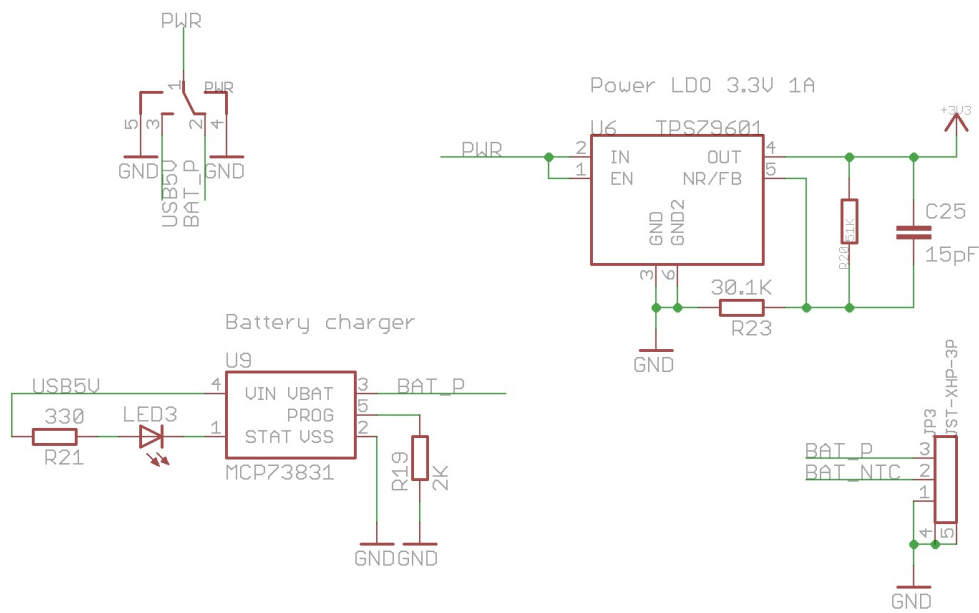 PWR
1
PWR
5
3
2
4
GND
GND
USB5V
BAT_P
Power LDO 3.3V 1A
U6
TPS79601
PWR
2
1
IN
EN
OUT
NR/FB
4
5
GND
GND2
3
6
+3V3
R20
51K
C25
15pF
30.1K
R23
GND
Battery charger
U9
USB5V
4
VIN VBAT
3
BAT_P
330
LED3
PROG
5
R21
1
STAT VSS
2
MCP73831
R19
2K
GND
GND
JP3
JST-XHP-3P
BAT_P
3
BAT_NTC
2
1
4
5
GND